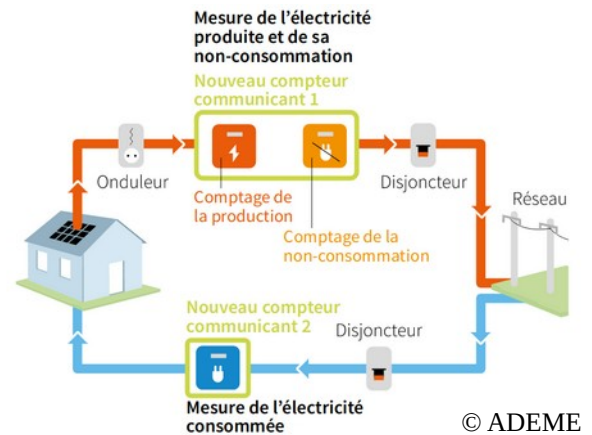 Mesure de l’électricité
produite et de sa
non-consommation
Nouveau compteur
communicant 1
Onduleur
Disjoncteur
Réseau
Comptage de
la production
Comptage de la
non-consommation
Nouveau compteur
communicant 2
Disjoncteur
Mesure de l’électricité
consommée
© ADEME